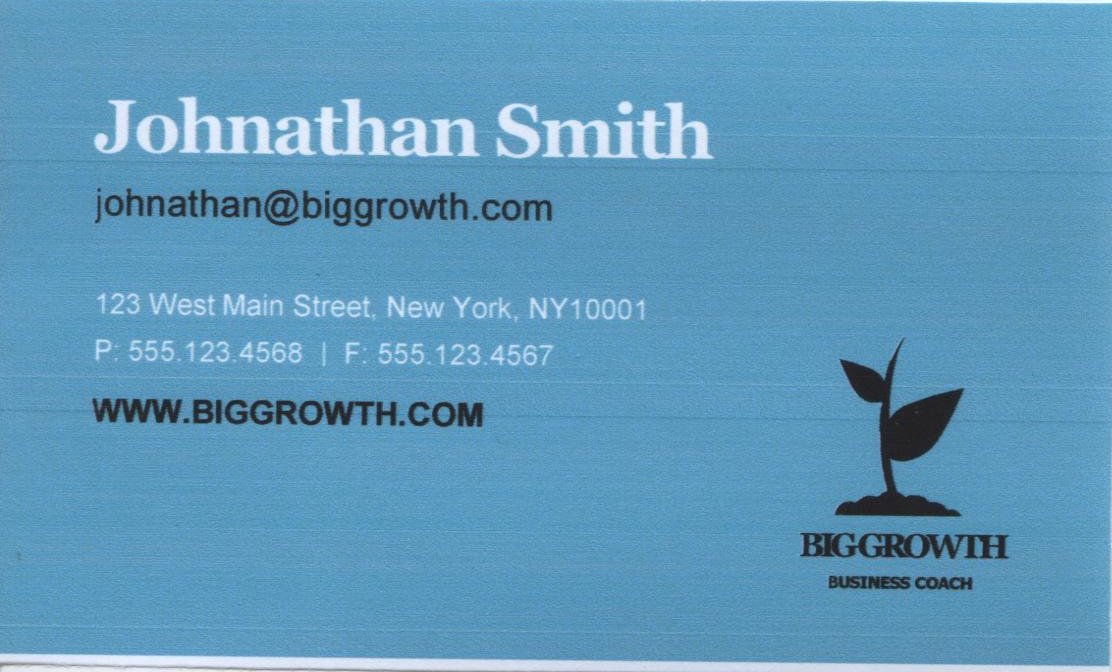 Johnathan Smith
johnathan@biggrowth.com
123 West Main Street, New York, NY10001
P: 555.123.4568 | F: 555.123.4567
WWW.BIGGROWTH.COM
BIGGROWTH
BUSINESS COACH